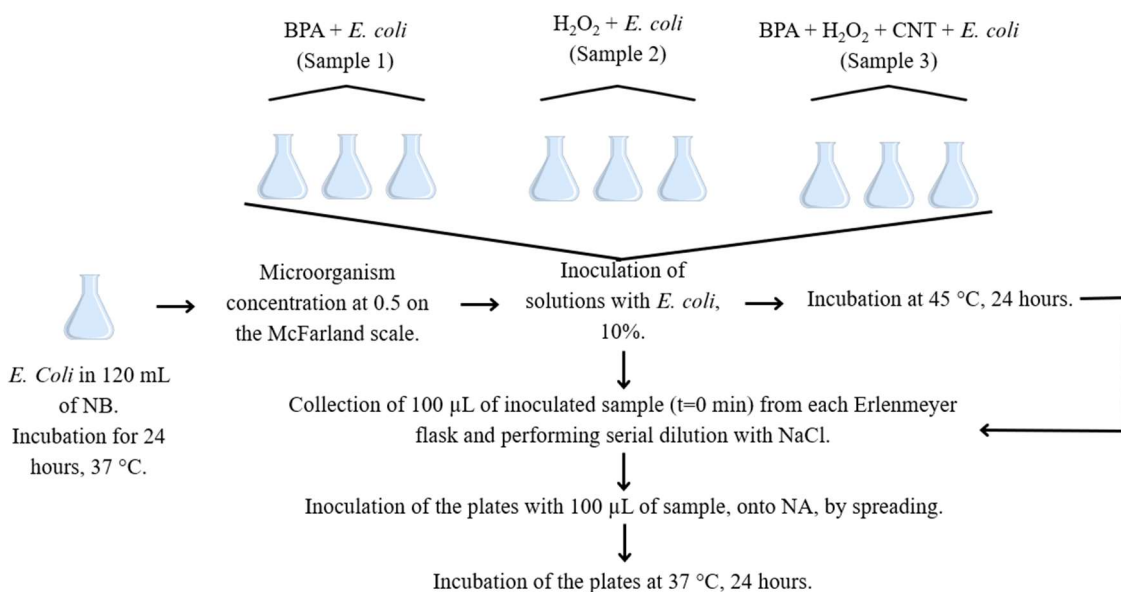 BPA + E. coli
(Sample 1)
H₂O₂ + E. coli
(Sample 2)
BPA + H₂O₂ + CNT + E. coli
(Sample 3)
E. Coli in 120 mL
of NB.
Incubation for 24
hours, 37 °C.
Microorganism
concentration at 0.5 on
the McFarland scale.
Inoculation of
solutions with E. coli,
10%.
Incubation at 45 °C, 24 hours.
Collection of 100 µL of inoculated sample (t=0 min) from each Erlenmeyer
flask and performing serial dilution with NaCl.
Inoculation of the plates with 100 µL of sample, onto NA, by spreading.
Incubation of the plates at 37 °C, 24 hours.